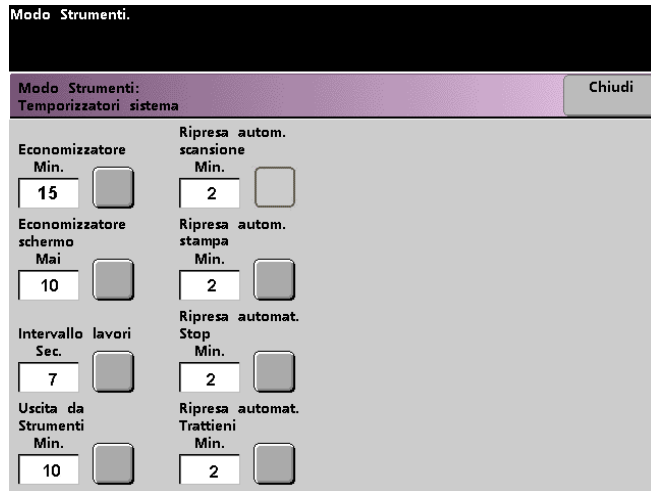 Modo Strumenti.
Modo Strumenti:
Temporizzatori sistema
Chiudi
Economizzatore
Min.
15
Economizzatore
schermo
Mai
10
Intervallo lavori
Sec.
7
Uscita da
Strumenti
Min.
10
Ripresa autom.
scansione
Min.
2
Ripresa autom.
stampa
Min.
2
Ripresa automat.
Stop
Min.
2
Ripresa automat.
Trattieni
Min.
2